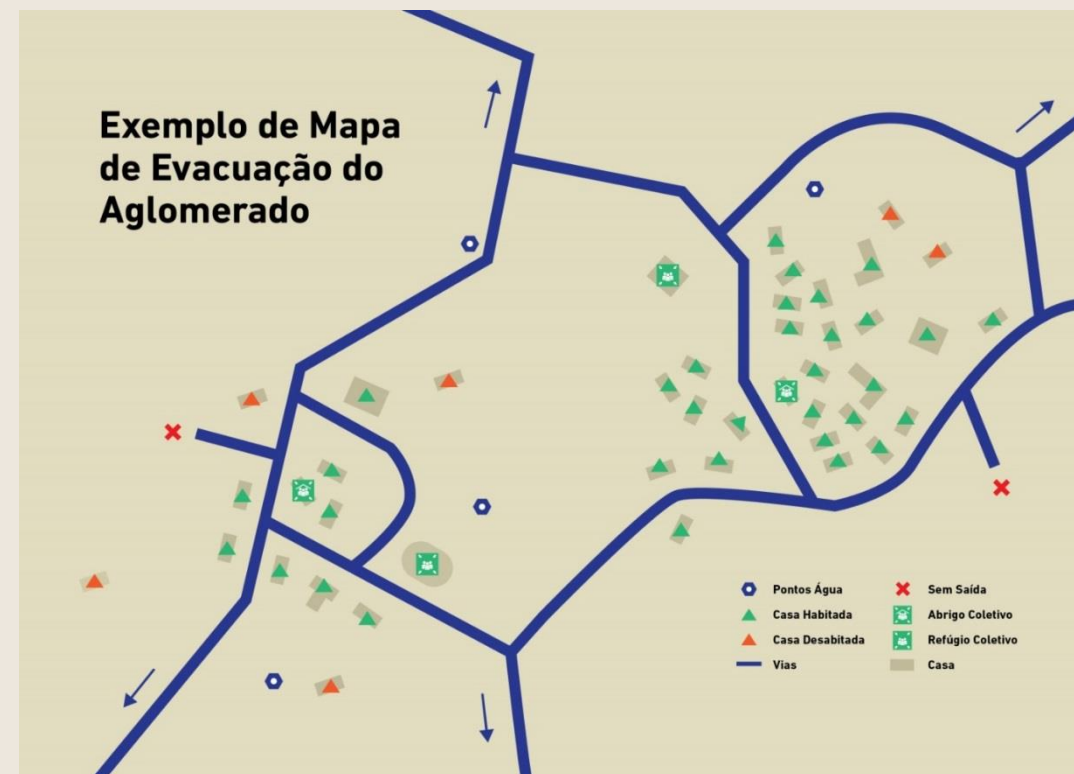 Exemplo de Mapa
de Evacuação do
Aglomerado
Pontos Água
Casa Habitada
Casa Desabitada
Vias
Sem Saída
Abrigo Coletivo
Refúgio Coletivo
Casa